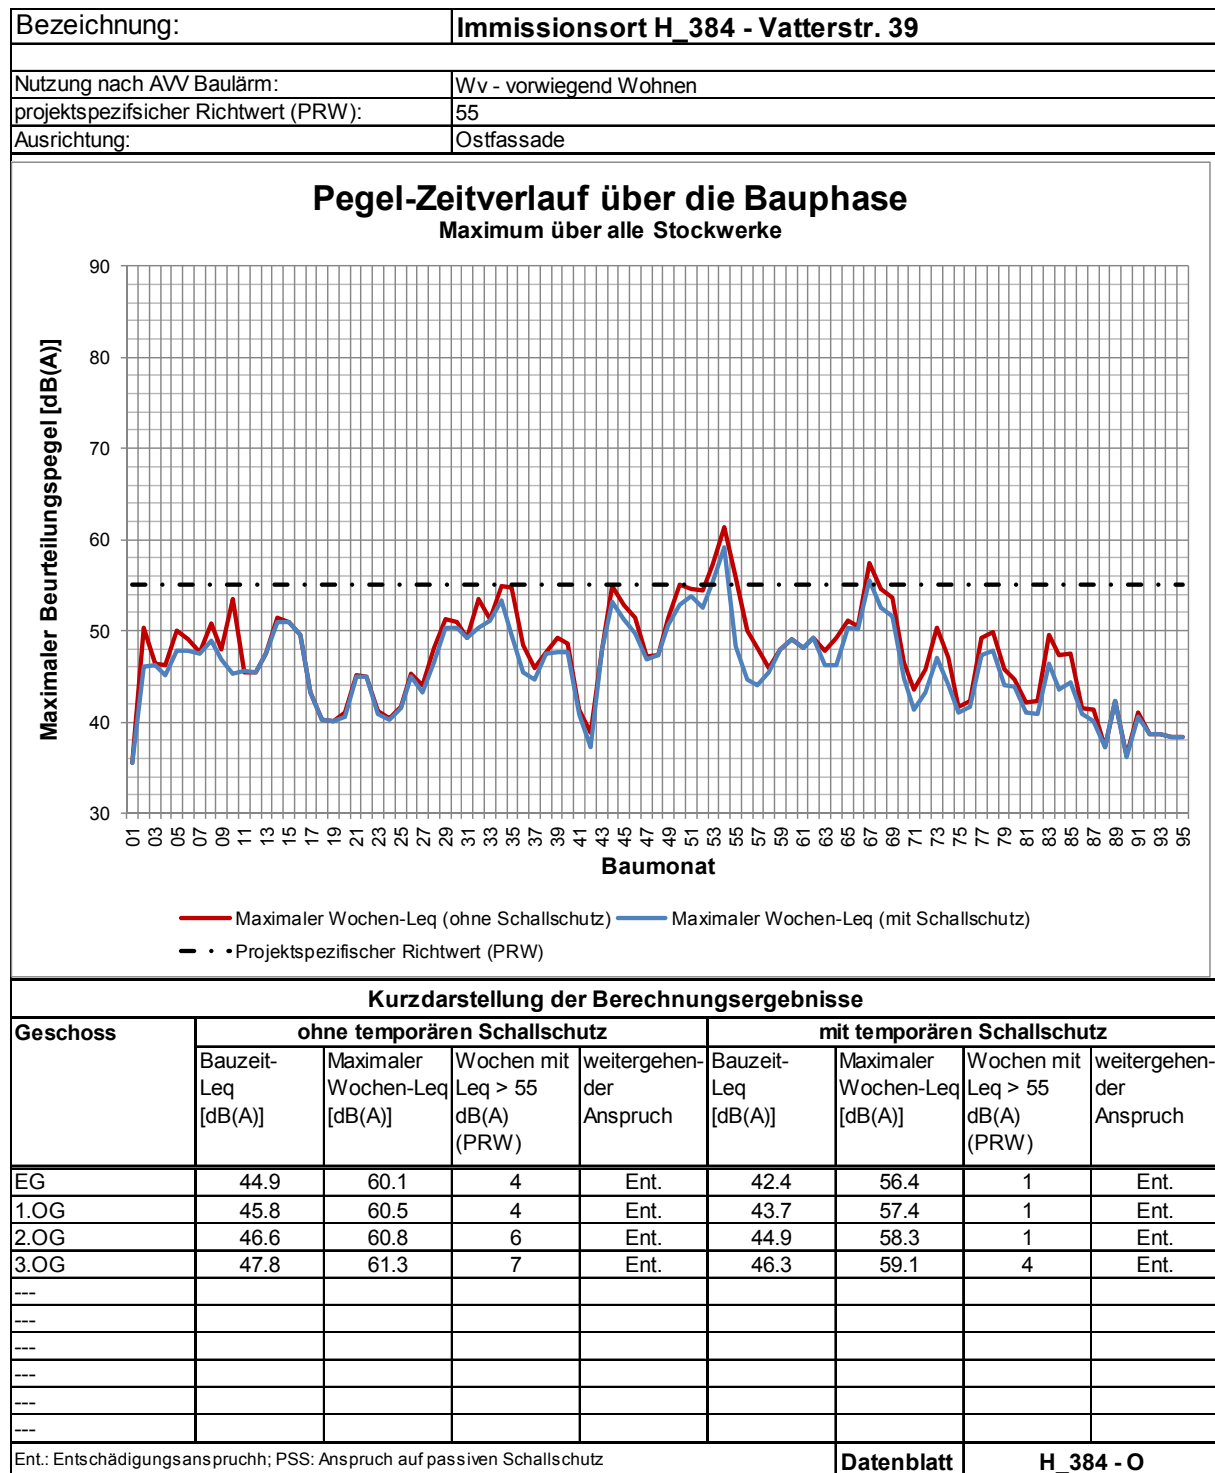 Bezeichnung: Immissionsort H_384 - Vatterstr. 39
Nutzung nach AVV Baulärm: Wv - vorwiegend Wohnen
projektspezifsicher Richtwert (PRW): 55
Ausrichtung: Ostfassade
Pegel-Zeitverlauf über die Bauphase
Maximum über alle Stockwerke
Maximaler Beurteilungspegel [dB(A)]
90
80
70
60
50
40
30
01 03 05 07 09 11 13 15 17 19 21 23 25 27 29 31 33 35 37 39 41 43 45 47 49 51 53 55 57 59 61 63 65 67 69 71 73 75 77 79 81 83 85 87 89 91 93 95
Baumonat
Maximaler Wochen-Leq (ohne Schallschutz) Maximaler Wochen-Leq (mit Schallschutz)
Projektspezifischer Richtwert (PRW)
Kurzdarstellung der Berechnungsergebnisse
Geschoss ohne temporären Schallschutz mit temporären Schallschutz
Bauzeit- Maximaler Wochen mit weitergehen- Bauzeit- Maximaler Wochen mit weitergehen-
Leq Wochen-Leq Leq > 55 der Leq Wochen-Leq Leq > 55 der
[dB(A)] [dB(A)] dB(A) Anspruch [dB(A)] [dB(A)] dB(A) Anspruch
(PRW) (PRW)
EG 44.9 60.1 4 Ent. 42.4 56.4 1 Ent.
1.OG 45.8 60.5 4 Ent. 43.7 57.4 1 Ent.
2.OG 46.6 60.8 6 Ent. 44.9 58.3 1 Ent.
3.OG 47.8 61.3 7 Ent. 46.3 59.1 4 Ent.
---
---
---
---
---
---
Ent.: Entschädigungsanspruchh; PSS: Anspruch auf passiven Schallschutz Datenblatt H_384 - O